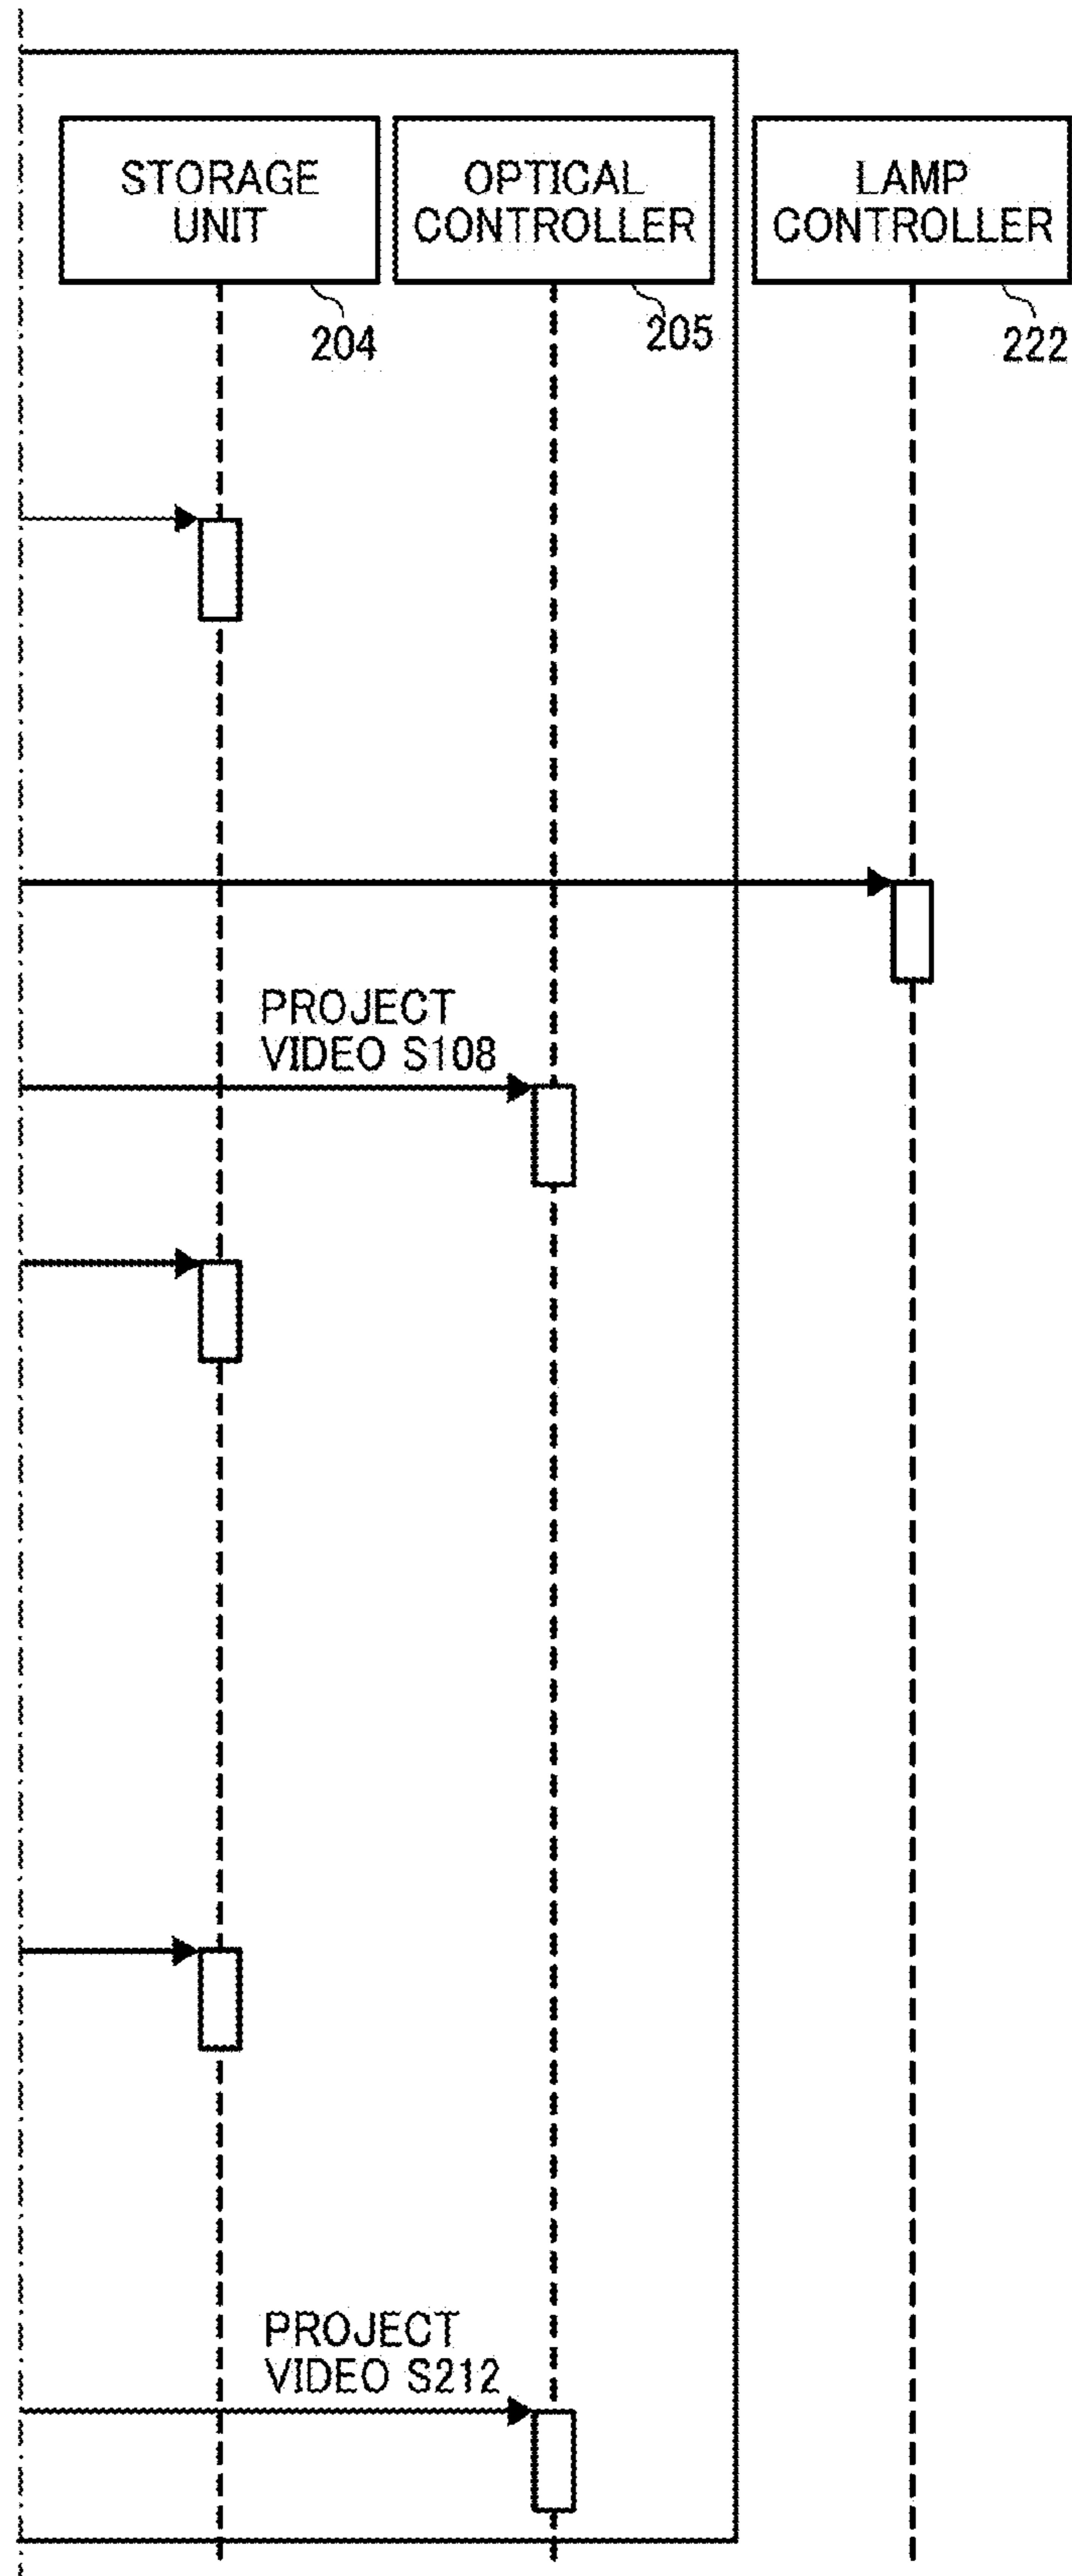 STORAGE
UNIT
OPTICAL
CONTROLLER
LAMP
CONTROLLER
204
205
222
PROJECT
VIDEO S108
PROJECT
VIDEO S212